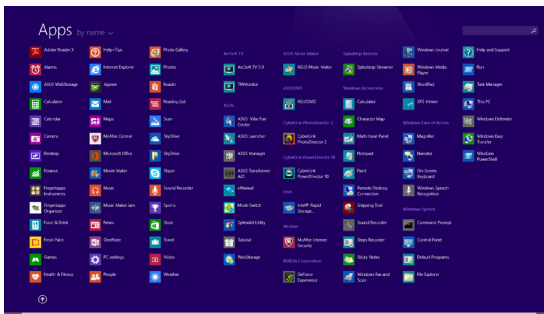 Apps by name
Adobe Reader X
Alarms
ASUS WebStorage
Calculator
Calendar
Camera
Desktop
Finance
Fingertapps Instruments
Fingertapps Organizer
Food & Drink
Fresh Paint
Games
Health & Fitness
Help+Tips
Internet Explorer
Jigsaw
Mail
Maps
McAfee Central
Microsoft Office
Movie Maker
Music
Music Maker Jam
News
OneNote
PC settings
People
Photo Gallery
Photos
Reader
Reading List
Scan
SkyDrive
SkyDrive
Skype
Sound Recorder
Sports
Store
Travel
Video
Weather
ArcSoft TV
ArcSoft TV 5.0
TMMonitor
ASUS
ASUS Vibe Fun Center
ASUS Launcher
ASUS Manager
ASUS Transformer AiO
eManual
Mode Switch
Splendid Utility
Tutorial
WebStorage
ASUS Music Maker
ASUS Music Maker
ASUSDVD
ASUSDVD
CyberLink PhotoDirector 3
CyberLink PhotoDirector 3
CyberLink PowerDirector 10
CyberLink PowerDirector 10
Intel
Intel® Rapid Storage...
McAfee
McAfee Internet Security
NVIDIA Corporation
GeForce Experience
Splashtop Remote
Splashtop Streamer
Windows Accessories
Calculator
Character Map
Math Input Panel
Notepad
Paint
Remote Desktop Connection
Snipping Tool
Sound Recorder
Steps Recorder
Sticky Notes
Windows Fax and Scan
Windows Journal
Windows Media Player
WordPad
XPS Viewer
Windows Ease of Access
Magnifier
Narrator
On-Screen Keyboard
Windows Speech Recognition
Windows System
Command Prompt
Control Panel
Default Programs
File Explorer
Help and Support
Run
Task Manager
This PC
Windows Defender
Windows Easy Transfer
Windows PowerShell